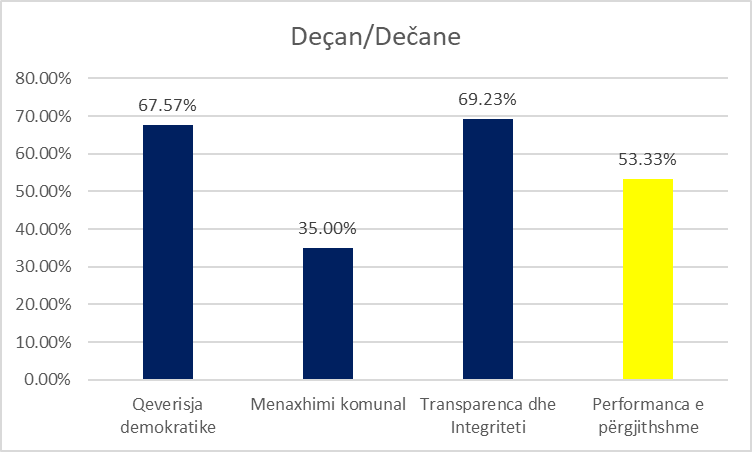 Deçan/Dečane
80.00%
70.00%
60.00%
50.00%
40.00%
30.00%
20.00%
10.00%
0.00%
67.57%
35.00%
69.23%
53.33%
Qeverisja
demokratike
Menaxhimi komunal
Transparenca dhe
Integriteti
Performanca e
përgjithshme